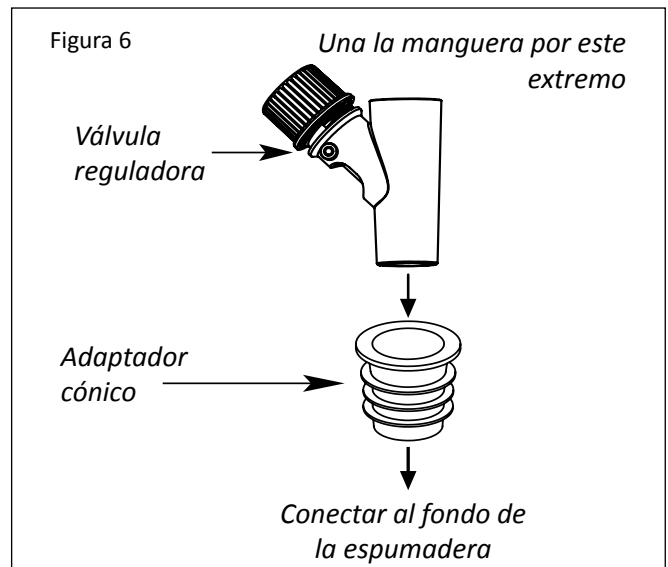 Figura 6
Una la manguera por este
extremo
Válvula
reguladora
Adaptador
cónico
Conectar al fondo de
la espumadera